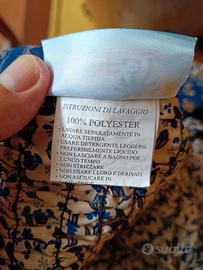 ISTRUZIONI DI LAVAGGIO
100% POLYESTER
• LAVARE SEPARATAMENTE IN
ACQUA TIEPIDA
• USARE DETERGENTE LEGGERO
PREFERIBILMENTE LIQUIDO
• NON LASCIARE A BAGNO PER
LUNGO TEMPO
• NON STRIZZARE
• NON USARE CLORO E DERIVATI
• NON ASCIUGARE IN
subito